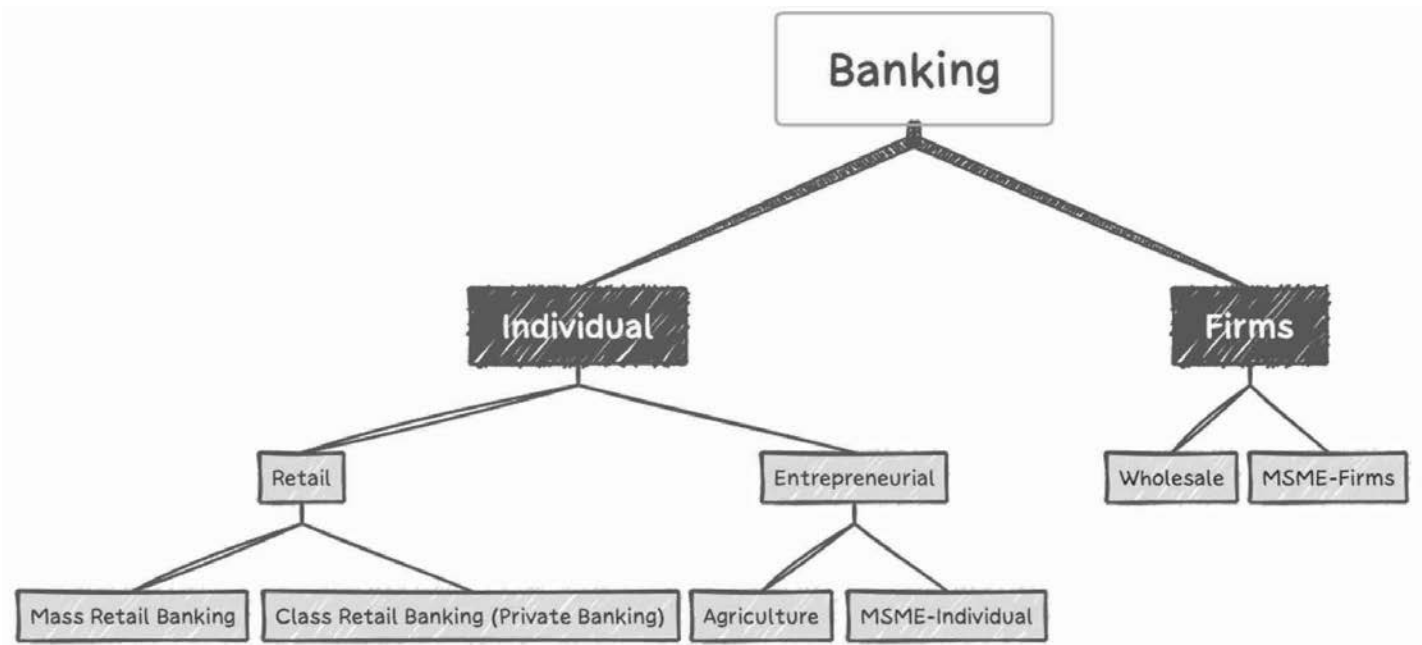 Banking
Individual
Firms
Retail
Entrepreneurial
Wholesale
MSME-Firms
Mass Retail Banking
Class Retail Banking (Private Banking)
Agriculture
MSME-Individual